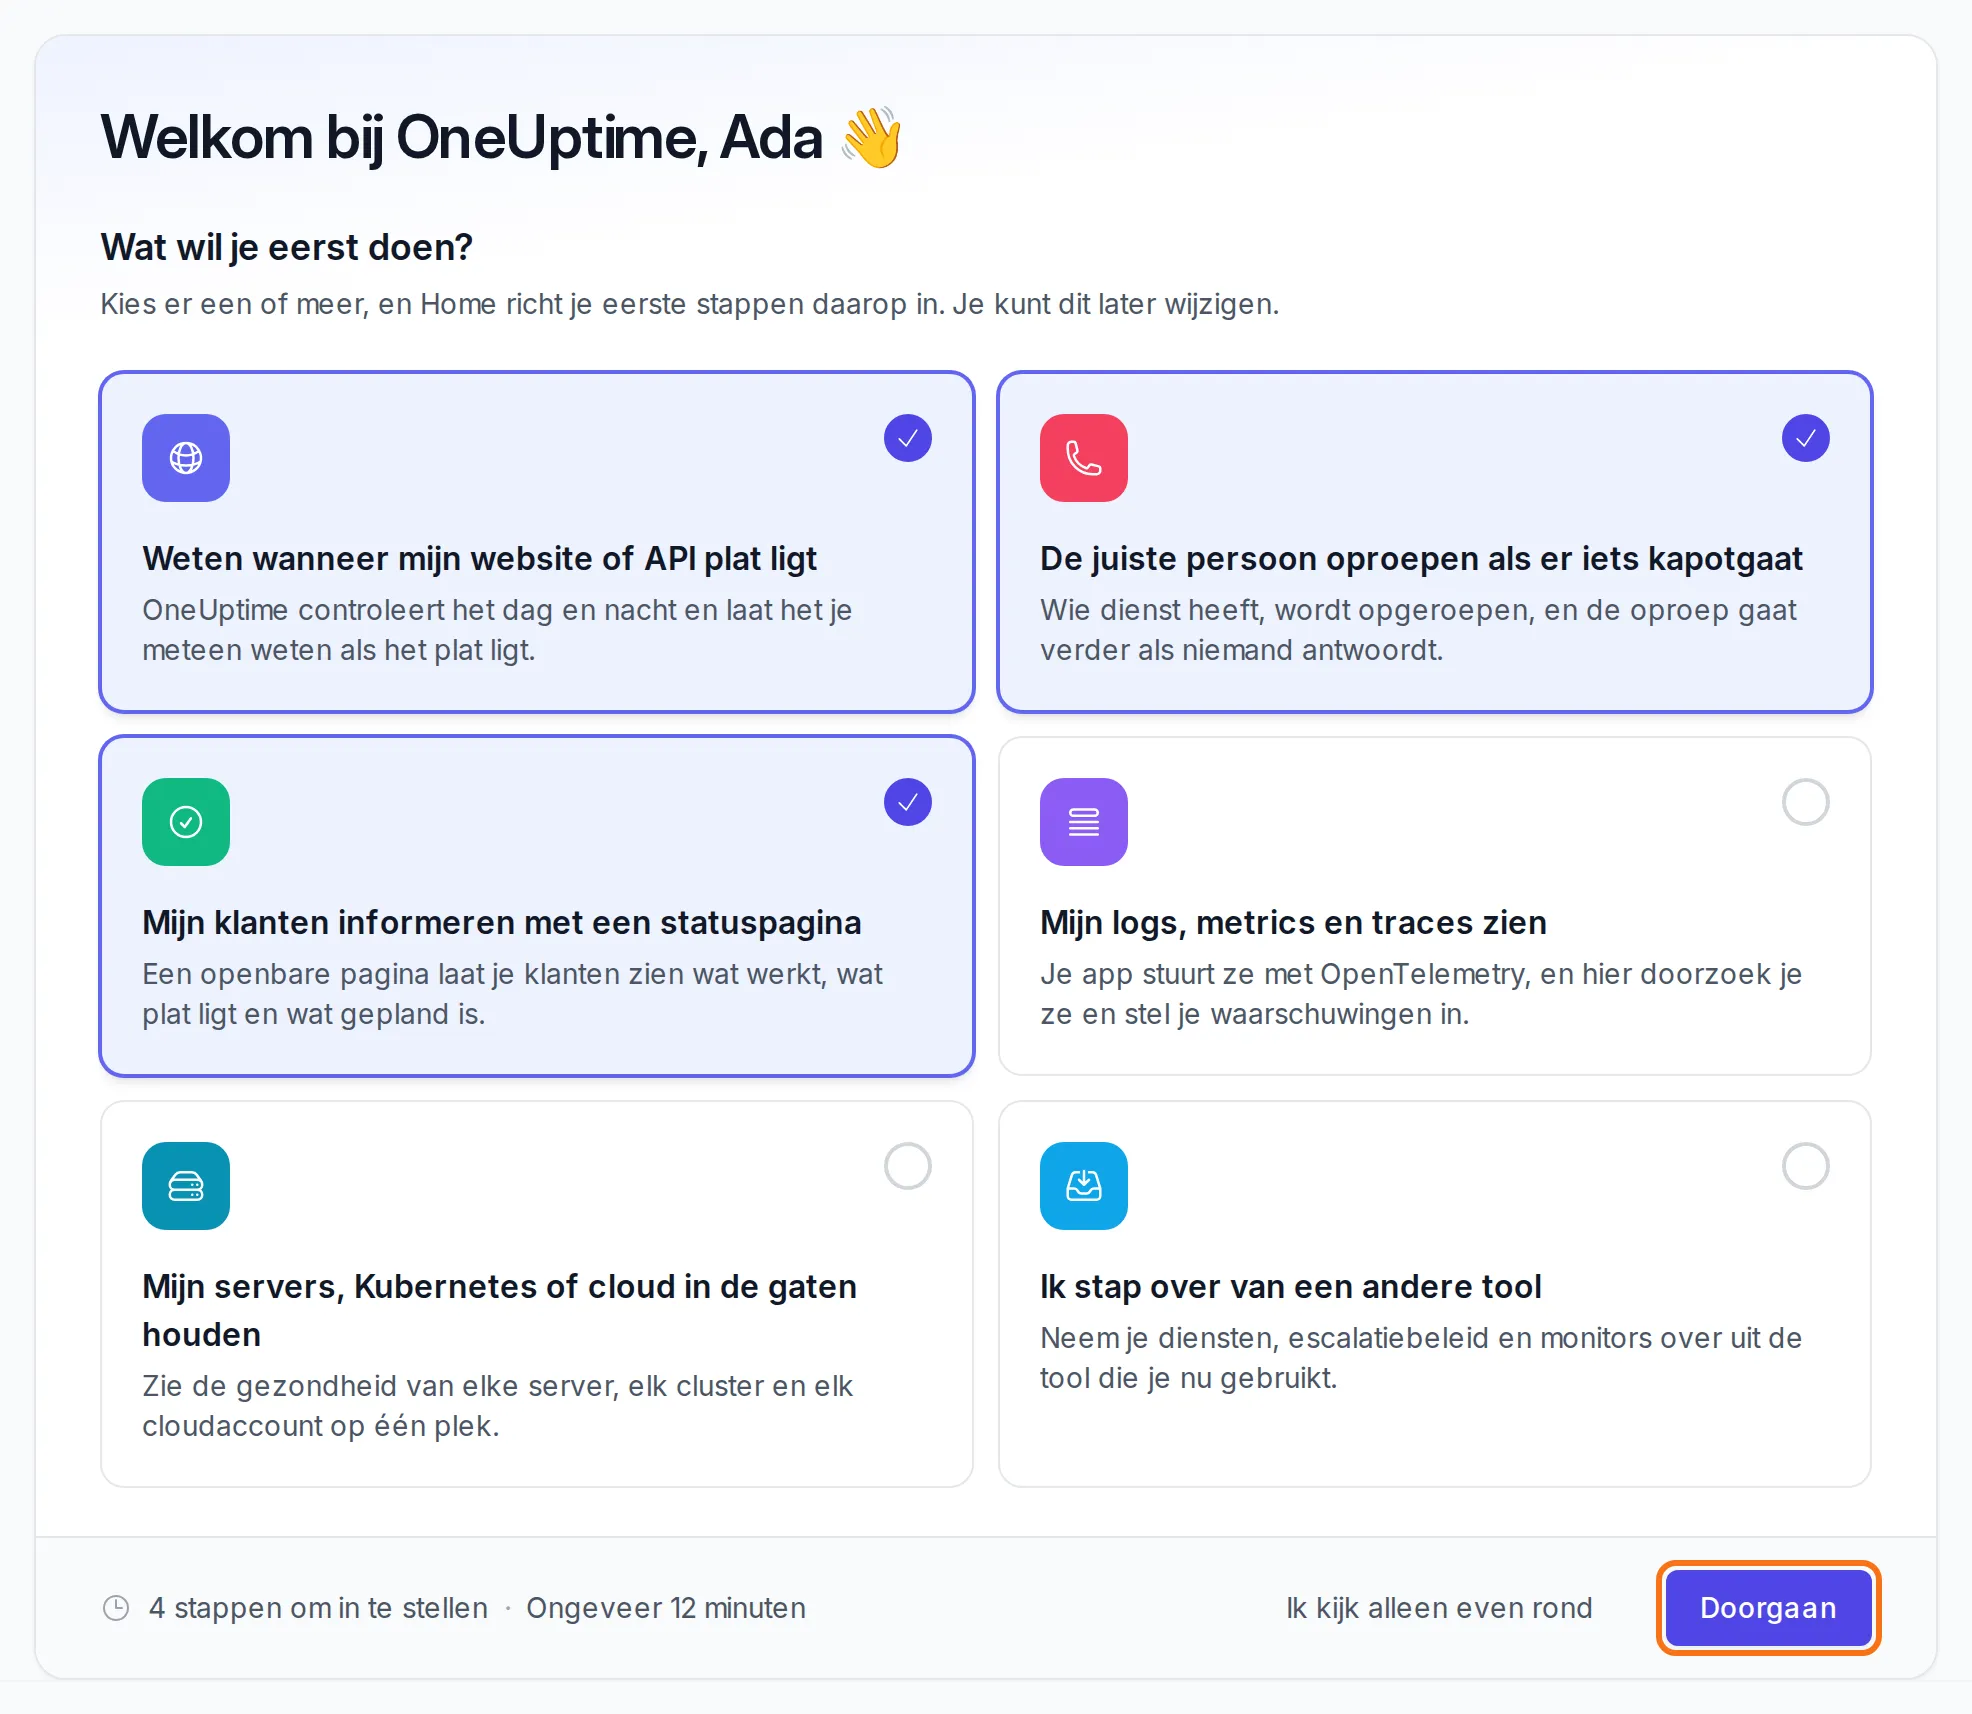 Welkom bij OneUptime, Ada 👋
Wat wil je eerst doen?
Kies er een of meer, en Home richt je eerste stappen daarop in. Je kunt dit later wijzigen.
Weten wanneer mijn website of API plat ligt
OneUptime controleert het dag en nacht en laat het je
meteen weten als het plat ligt.
De juiste persoon oproepen als er iets kapotgaat
Wie dienst heeft, wordt opgeroepen, en de oproep gaat
verder als niemand antwoordt.
Mijn klanten informeren met een statuspagina
Een openbare pagina laat je klanten zien wat werkt, wat
plat ligt en wat gepland is.
Mijn logs, metrics en traces zien
Je app stuurt ze met OpenTelemetry, en hier doorzoek je
ze en stel je waarschuwingen in.
Mijn servers, Kubernetes of cloud in de gaten
houden
Zie de gezondheid van elke server, elk cluster en elk
cloudaccount op één plek.
Ik stap over van een andere tool
Neem je diensten, escalatiebeleid en monitors over uit de
tool die je nu gebruikt.
4 stappen om in te stellen · Ongeveer 12 minuten
Ik kijk alleen even rond
Doorgaan